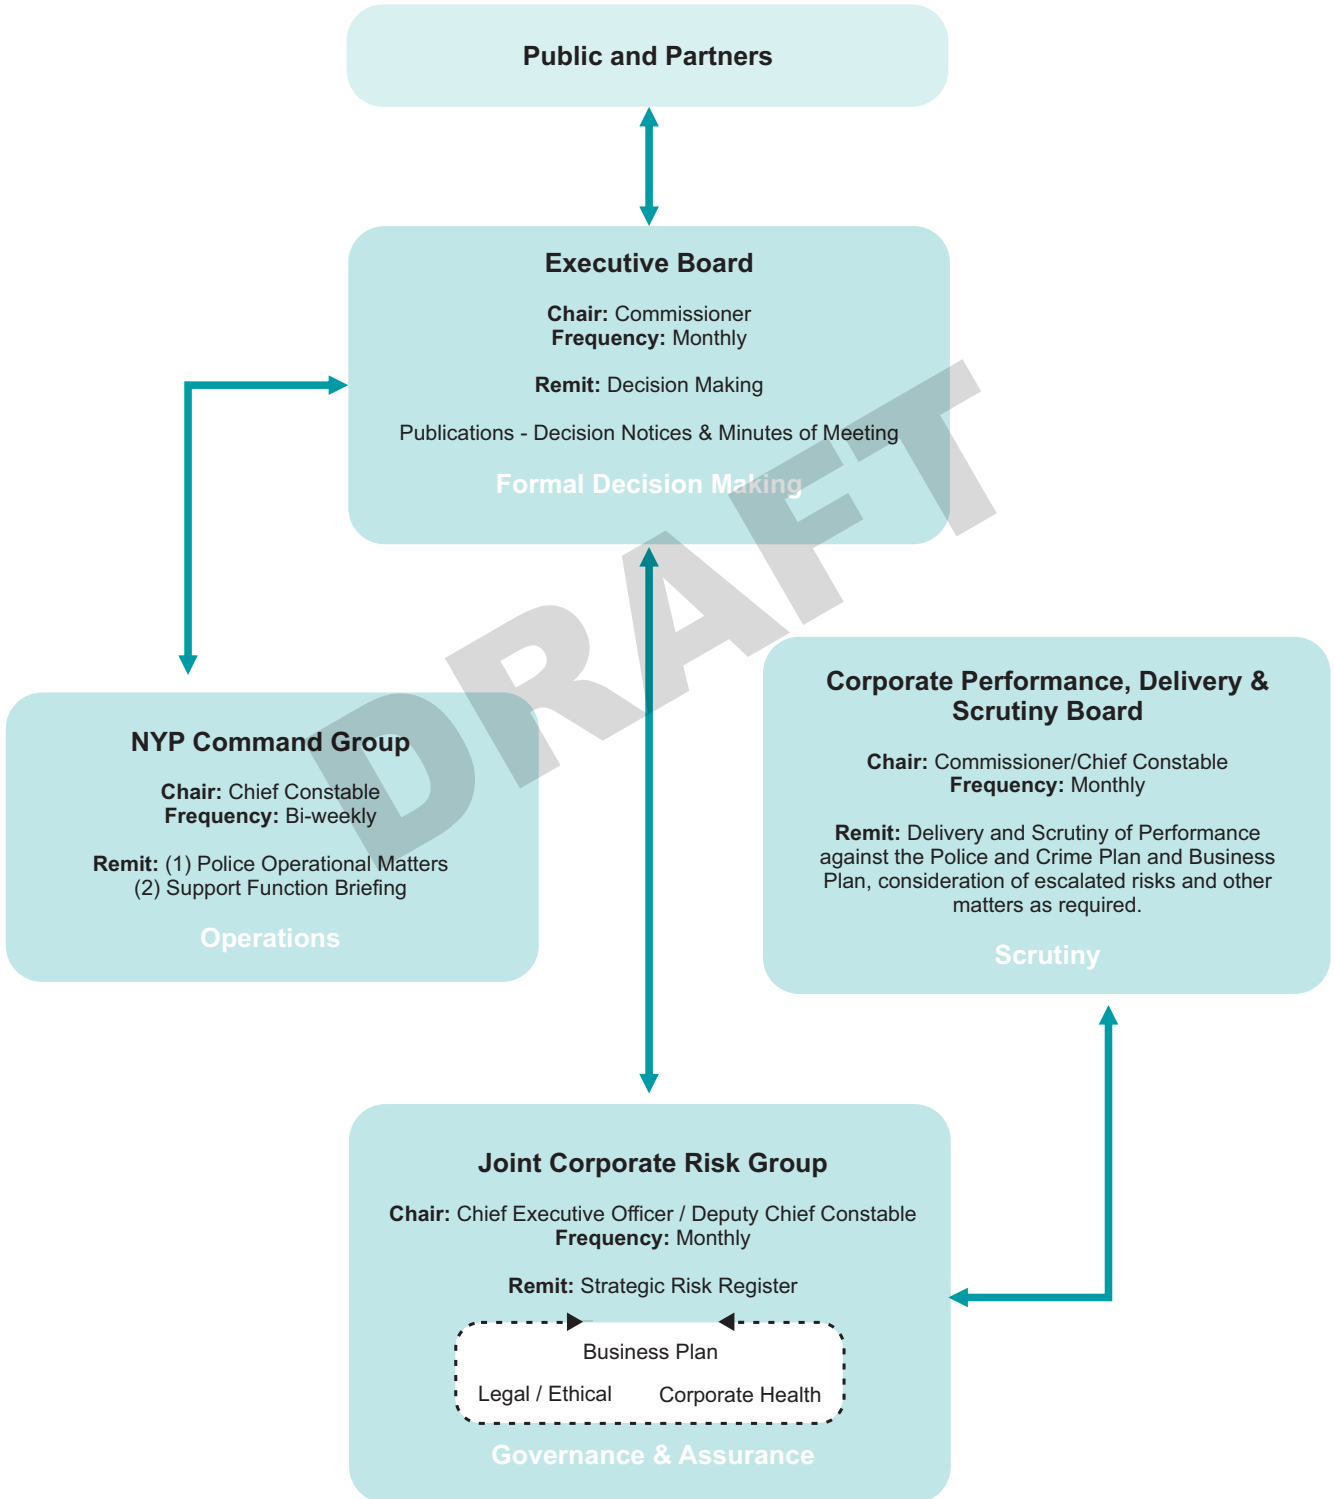 Public and Partners
Executive Board
Chair: Commissioner
Frequency: Monthly
Remit: Decision Making
Publications - Decision Notices & Minutes of Meeting
Formal Decision Making
DRAFT
NYP Command Group
Chair: Chief Constable
Frequency: Bi-weekly
Remit: (1) Police Operational Matters
(2) Support Function Briefing
Operations
Corporate Performance, Delivery &
Scrutiny Board
Chair: Commissioner/Chief Constable
Frequency: Monthly
Remit: Delivery and Scrutiny of Performance
against the Police and Crime Plan and Business
Plan, consideration of escalated risks and other
matters as required.
Scrutiny
Joint Corporate Risk Group
Chair: Chief Executive Officer / Deputy Chief Constable
Frequency: Monthly
Remit: Strategic Risk Register
Business Plan
Legal / Ethical Corporate Health
Governance & Assurance